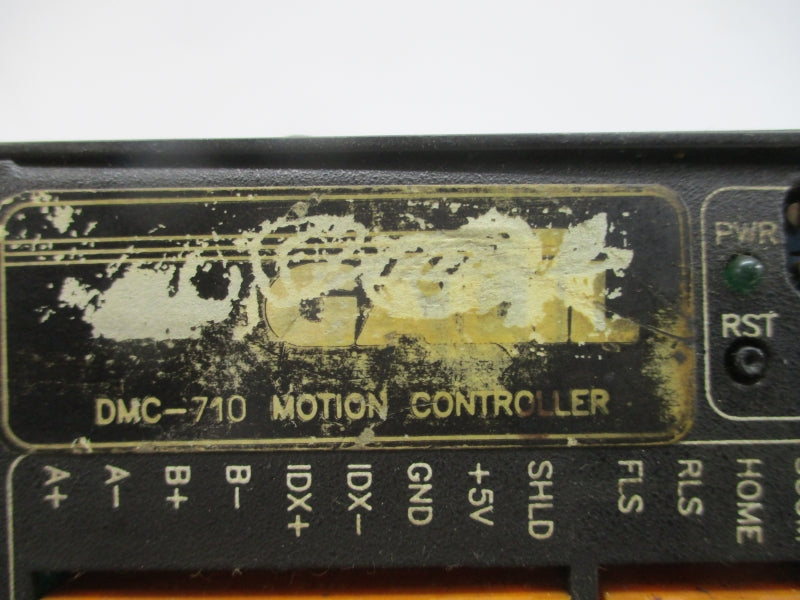 PWR
RST
DMC-710 MOTION CONTROLLER
A+
A-
B+
B-
IDX+
IDX-
GND
+5V
SHLD
FLS
RLS
HOME